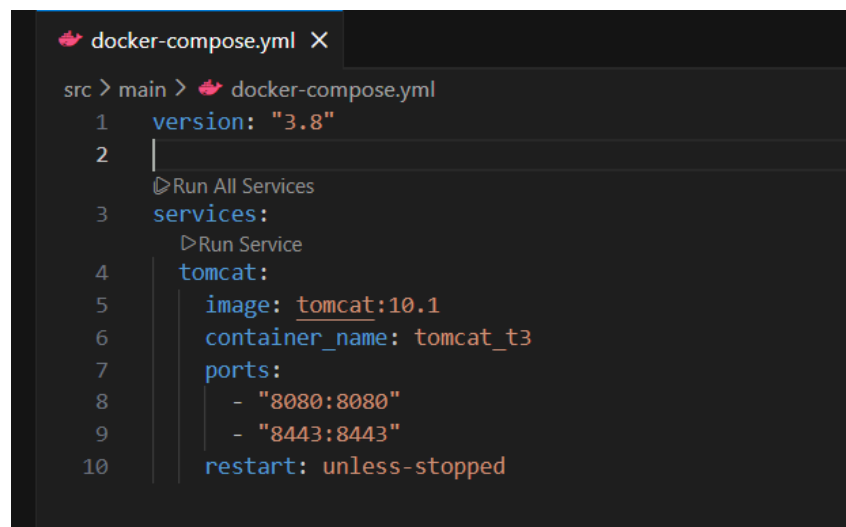 docker-compose.yml
src > main > docker-compose.yml
1 version: "3.8"
2
Run All Services
3 services:
Run Service
4 tomcat:
5 image: tomcat:10.1
6 container_name: tomcat_t3
7 ports:
8 - "8080:8080"
9 - "8443:8443"
10 restart: unless-stopped